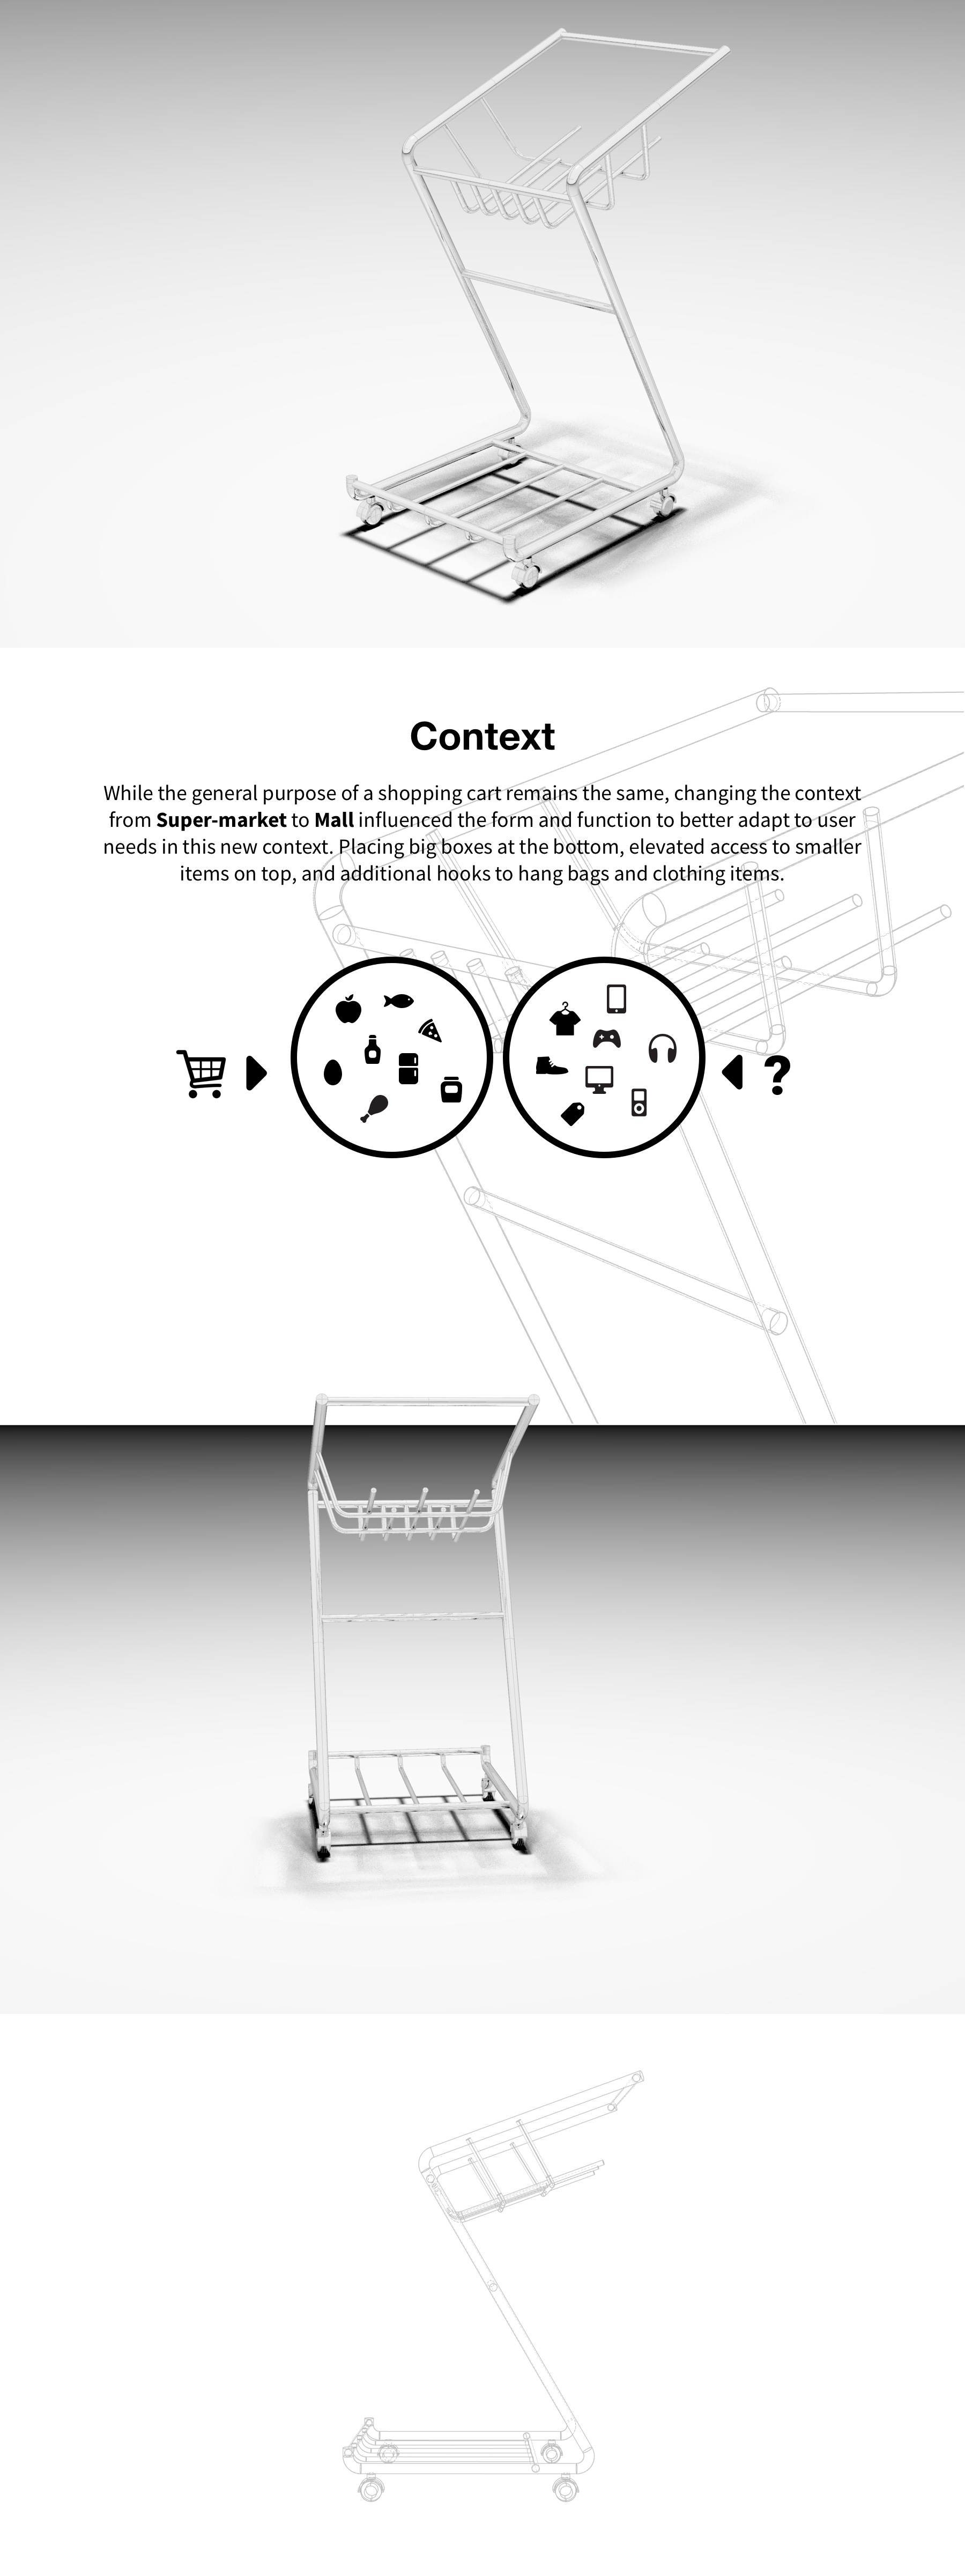 Context
While the general purpose of a shopping cart remains the same, changing the context
from Super-market to Mall influenced the form and function to better adapt to user
needs in this new context. Placing big boxes at the bottom, elevated access to smaller
items on top, and additional hooks to hang bags and clothing items.
?